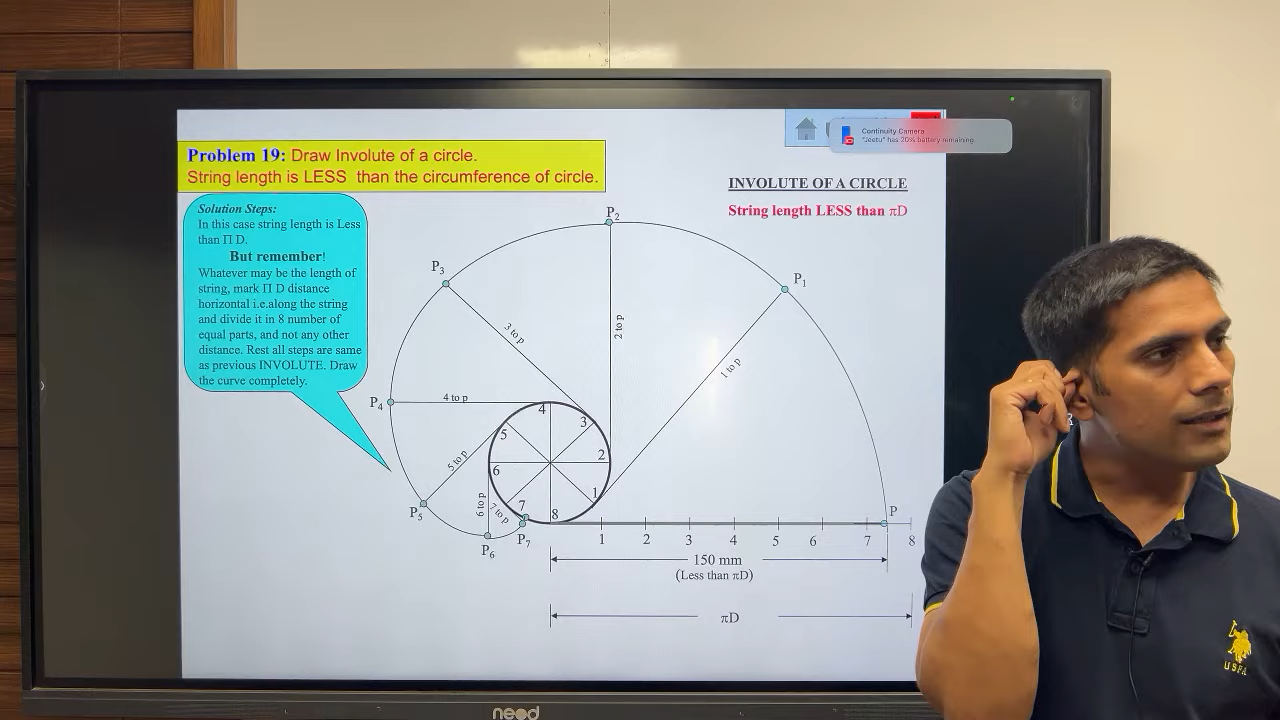 Continuity Camera
"Jeetu" has 20% battery remaining.
Problem 19: Draw Involute of a circle.
String length is LESS than the circumference of circle.
INVOLUTE OF A CIRCLE
String length LESS than πD
Solution Steps:
In this case string length is Less
than Π D.
But remember!
Whatever may be the length of
string, mark Π D distance
horizontal i.e.along the string
and divide it in 8 number of
equal parts, and not any other
distance. Rest all steps are same
as previous INVOLUTE. Draw
the curve completely.
P2
P3
P1
3 to p
2 to p
1 to p
P4
4 to p
4
3
5
5 to p
2
6
6 to p
7 to p
7
1
8
P5
P6
P7
P
1 2 3 4 5 6 7 8
150 mm
(Less than πD)
πD
USPA
neod